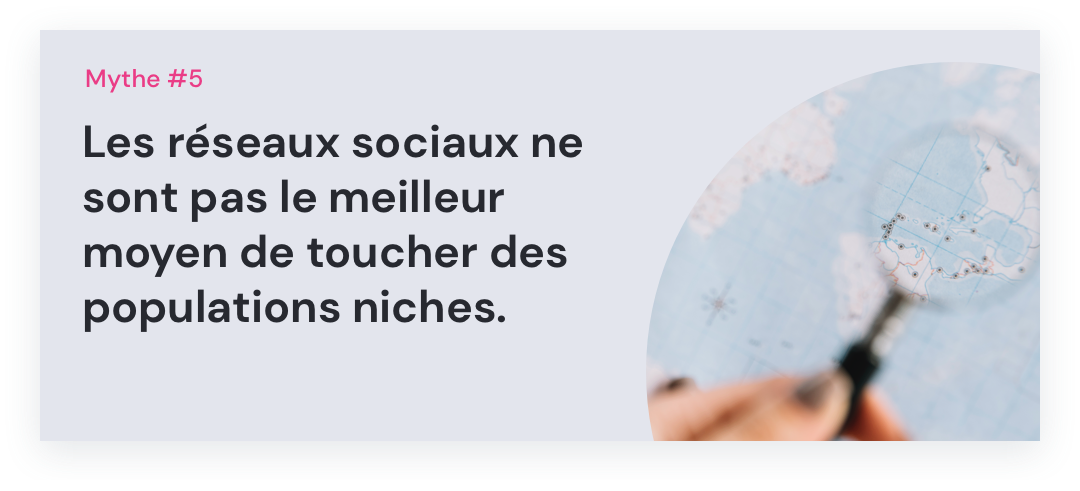 Mythe #5
Les réseaux sociaux ne
sont pas le meilleur
moyen de toucher des
populations niches.